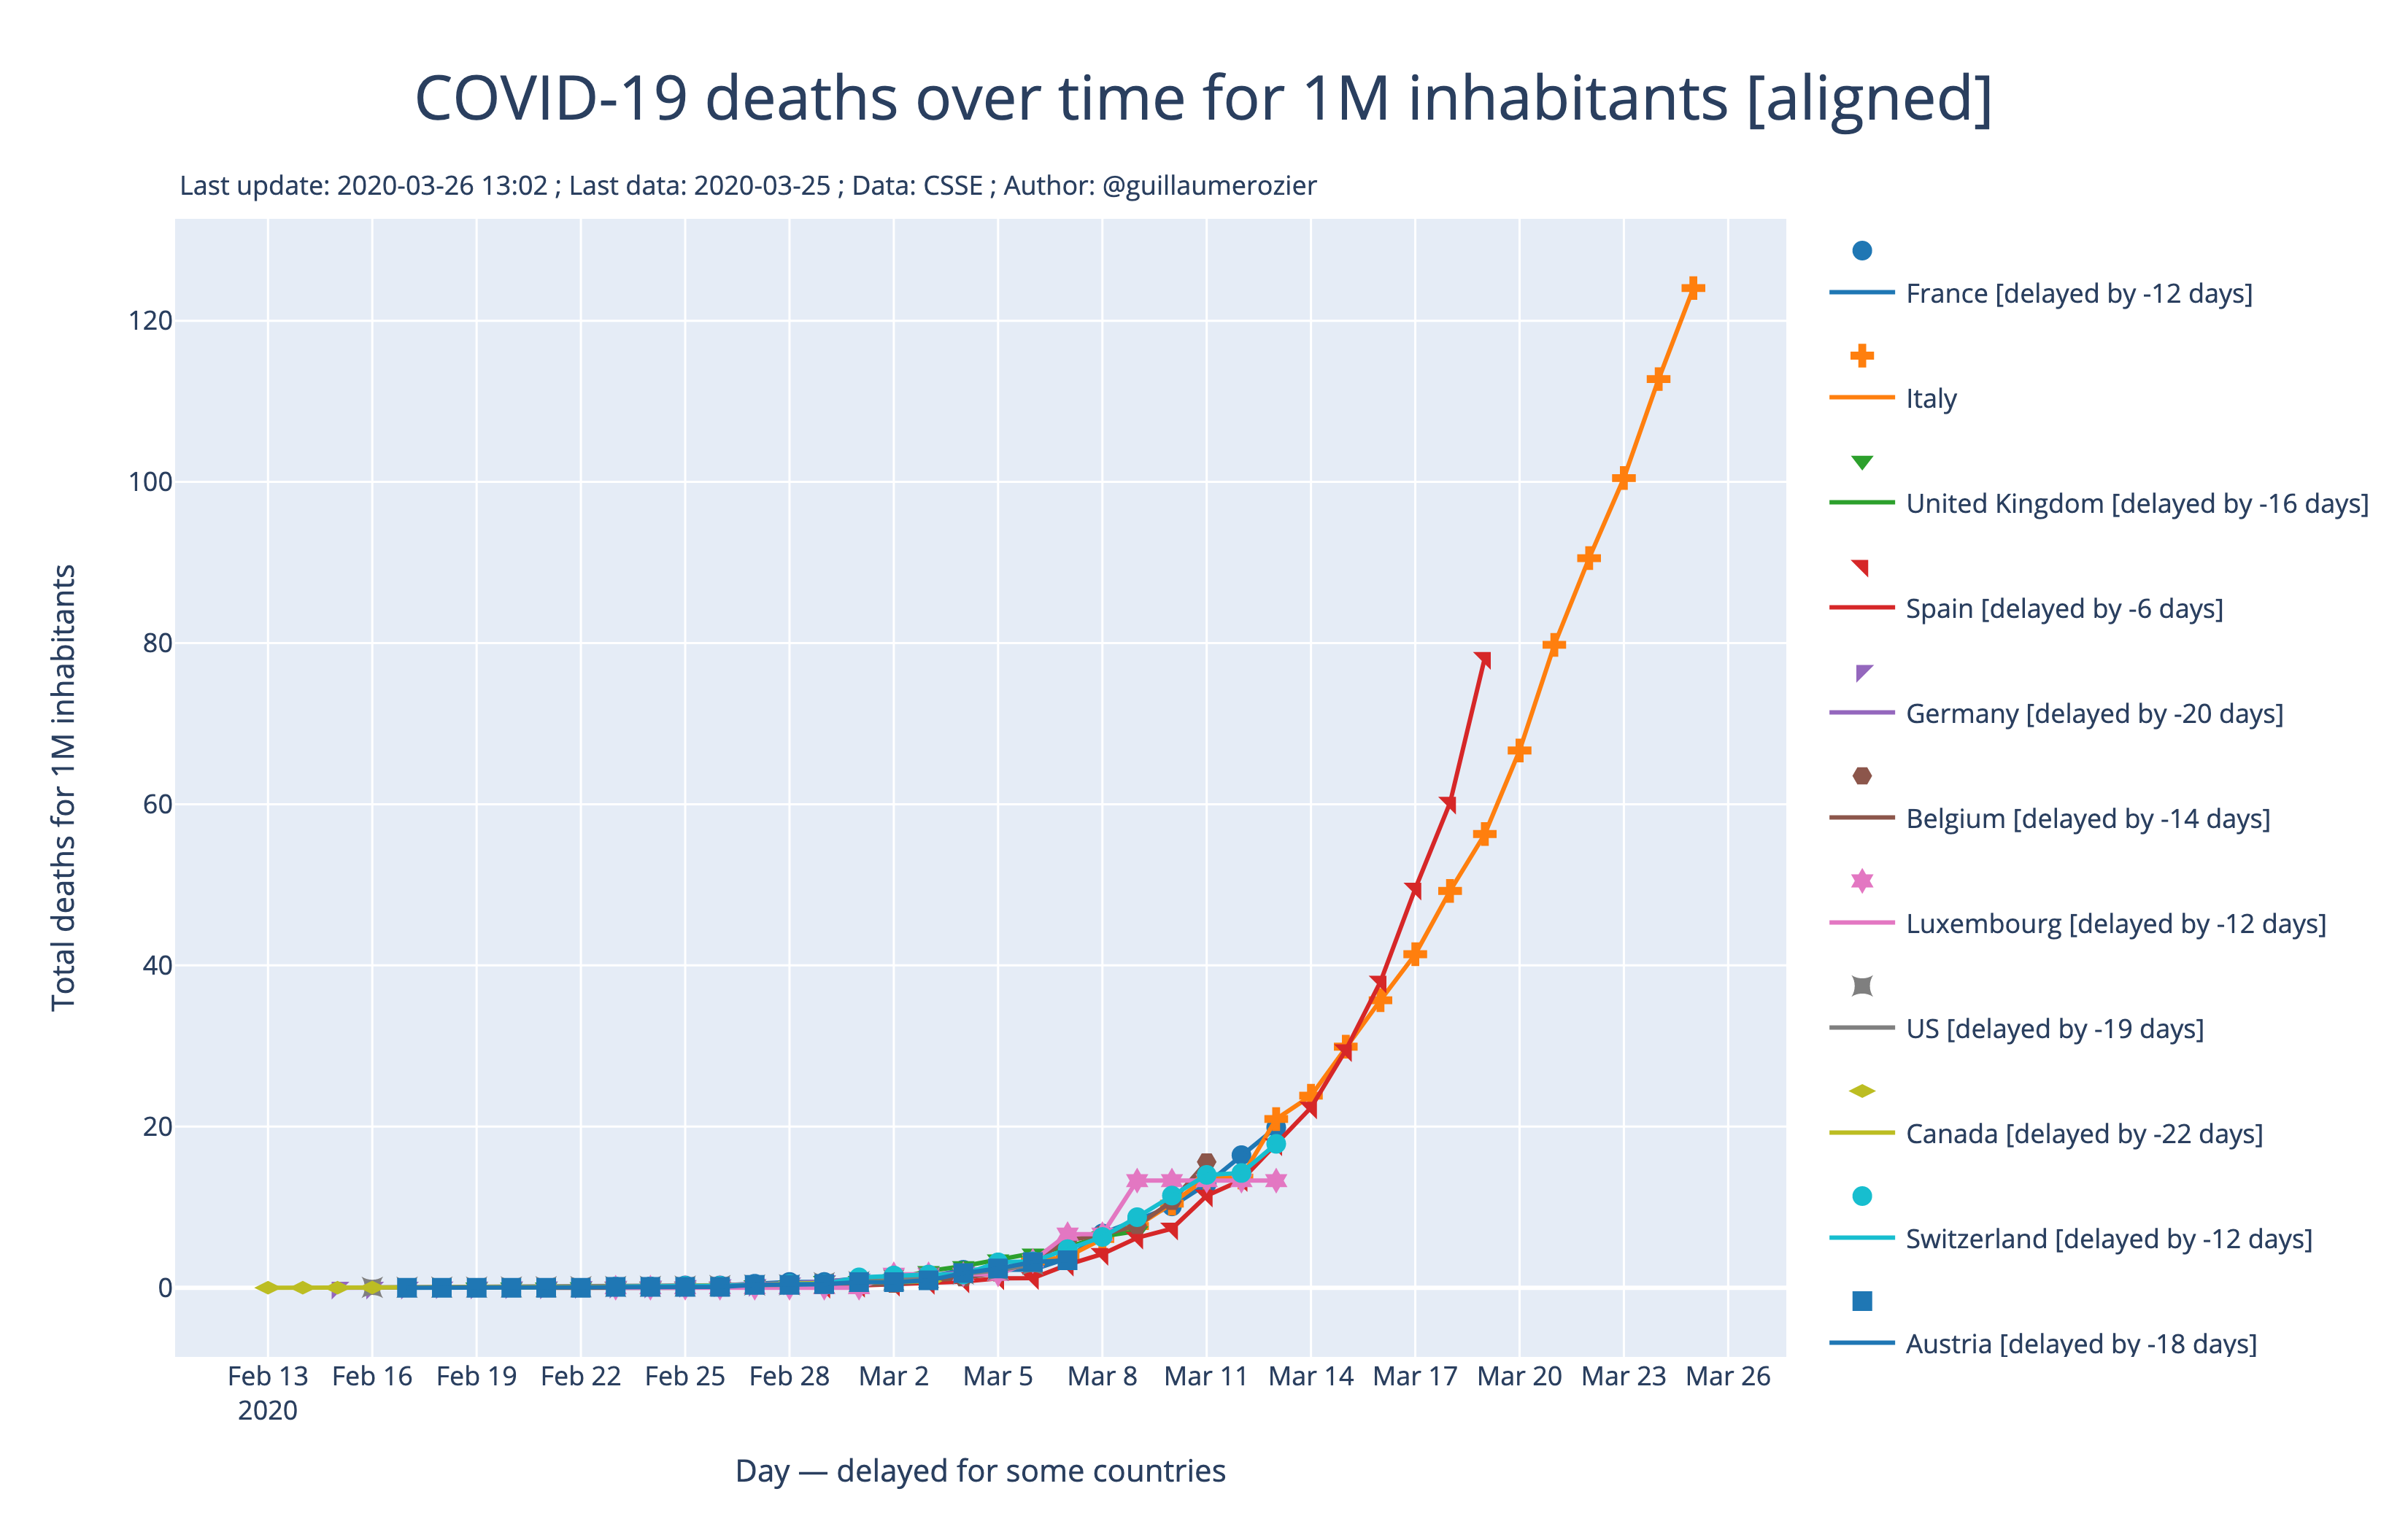 COVID-19 deaths over time for 1M inhabitants [aligned]
Last update: 2020-03-26 13:02 ; Last data: 2020-03-25 ; Data: CSSE ; Author: @guillaumerozier
Total deaths for 1M inhabitants
120
100
80
60
40
20
0
Feb 13
2020
Feb 16
Feb 19
Feb 22
Feb 25
Feb 28
Mar 2
Mar 5
Mar 8
Mar 11
Mar 14
Mar 17
Mar 20
Mar 23
Mar 26
Day — delayed for some countries
France [delayed by -12 days]
Italy
United Kingdom [delayed by -16 days]
Spain [delayed by -6 days]
Germany [delayed by -20 days]
Belgium [delayed by -14 days]
Luxembourg [delayed by -12 days]
US [delayed by -19 days]
Canada [delayed by -22 days]
Switzerland [delayed by -12 days]
Austria [delayed by -18 days]